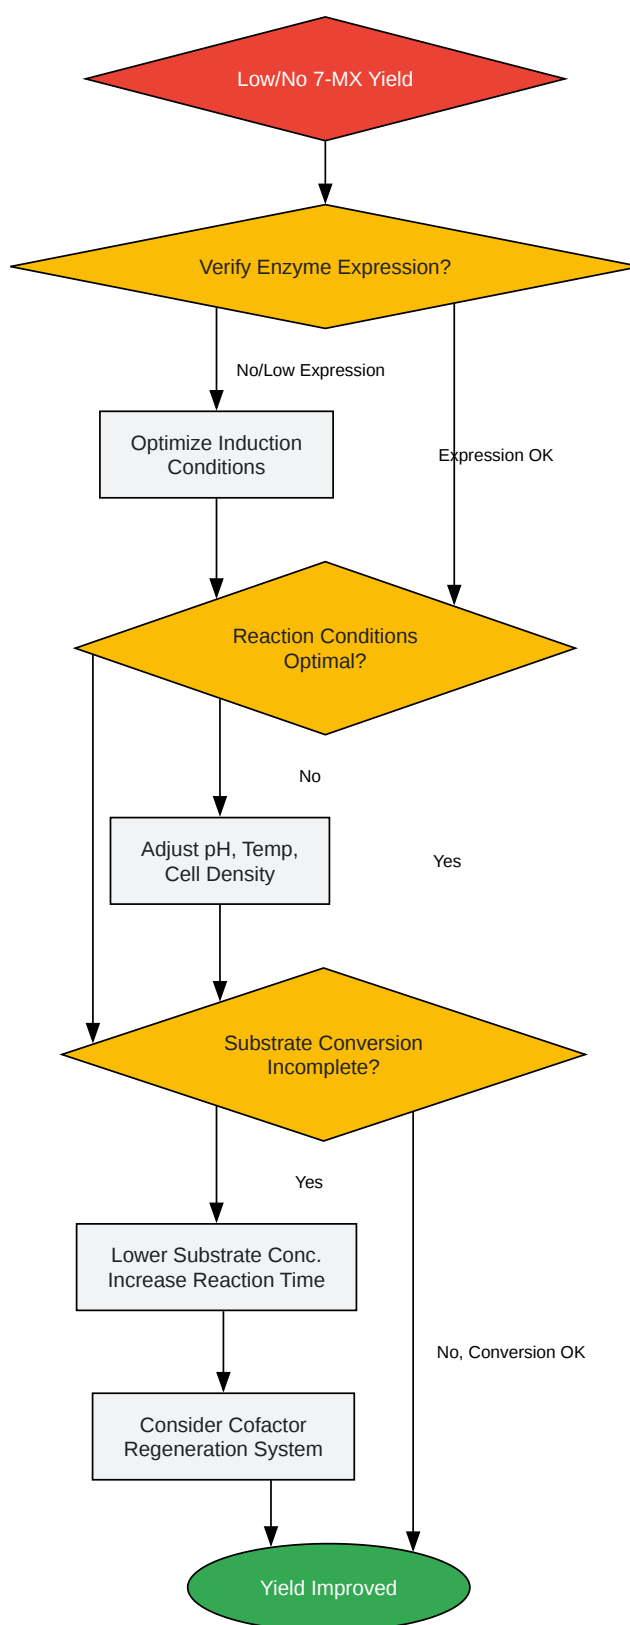 Low/No 7-MX Yield
Verify Enzyme Expression?
No/Low Expression
Optimize Induction
Conditions
Expression OK
Reaction Conditions
Optimal?
No
Adjust pH, Temp,
Cell Density
Yes
Substrate Conversion
Incomplete?
Yes
Lower Substrate Conc.
Increase Reaction Time
No, Conversion OK
Consider Cofactor
Regeneration System
Yield Improved